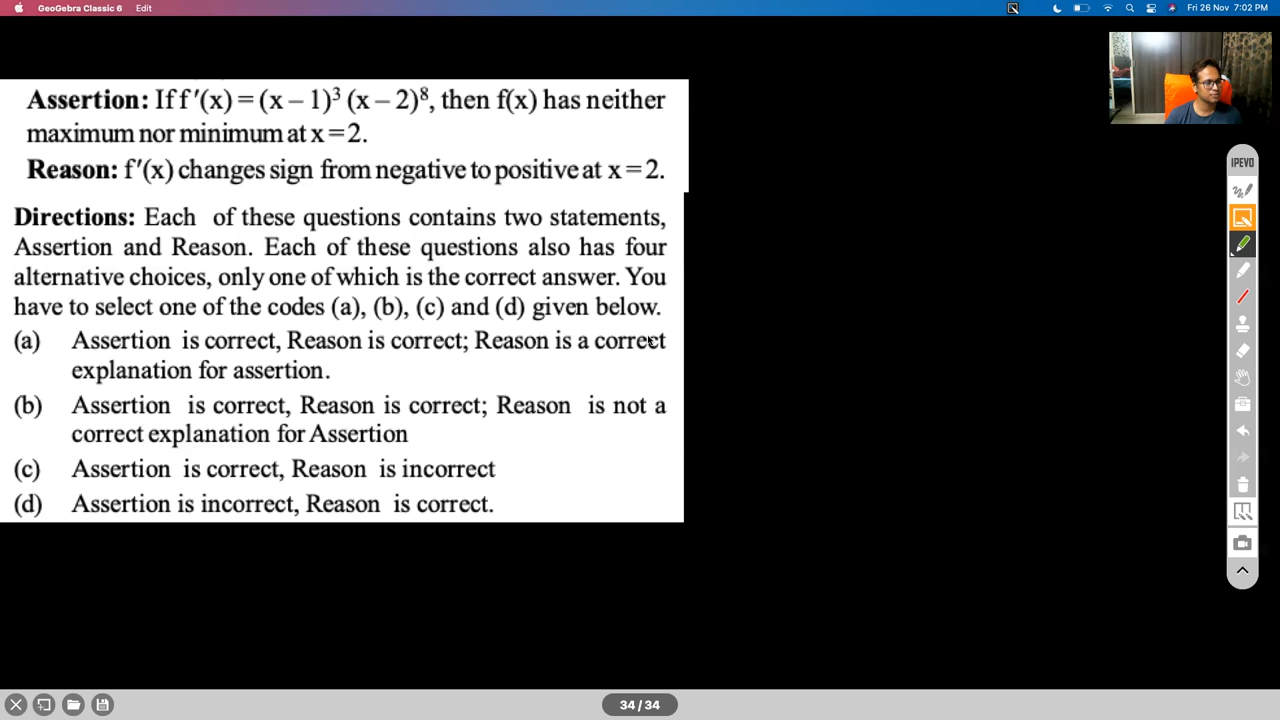 GeoGebra Classic 6 Edit Fri 26 Nov 7:02 PM
Assertion: If f ′(x) = (x – 1)³ (x – 2)⁸, then f(x) has neither
maximum nor minimum at x = 2.
Reason: f′(x) changes sign from negative to positive at x = 2.
Directions: Each of these questions contains two statements,
Assertion and Reason. Each of these questions also has four
alternative choices, only one of which is the correct answer. You
have to select one of the codes (a), (b), (c) and (d) given below.
(a) Assertion is correct, Reason is correct; Reason is a correct
explanation for assertion.
(b) Assertion is correct, Reason is correct; Reason is not a
correct explanation for Assertion
(c) Assertion is correct, Reason is incorrect
(d) Assertion is incorrect, Reason is correct.
IPEVO
34 / 34